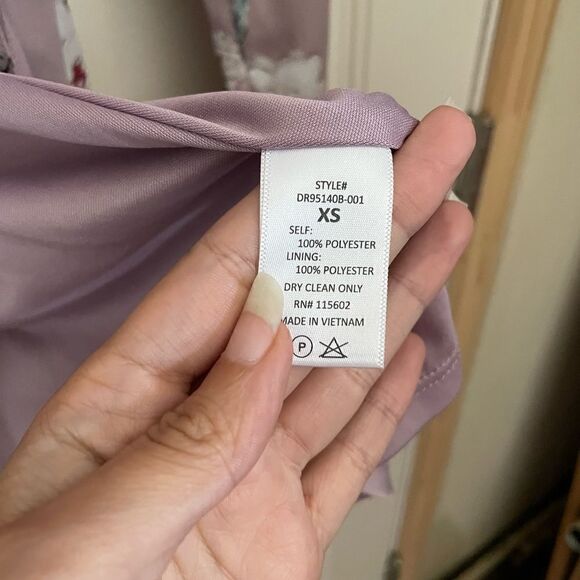 STYLE#
DR95140B-001
XS
SELF:
100% POLYESTER
LINING:
100% POLYESTER
DRY CLEAN ONLY
RN# 115602
MADE IN VIETNAM
P